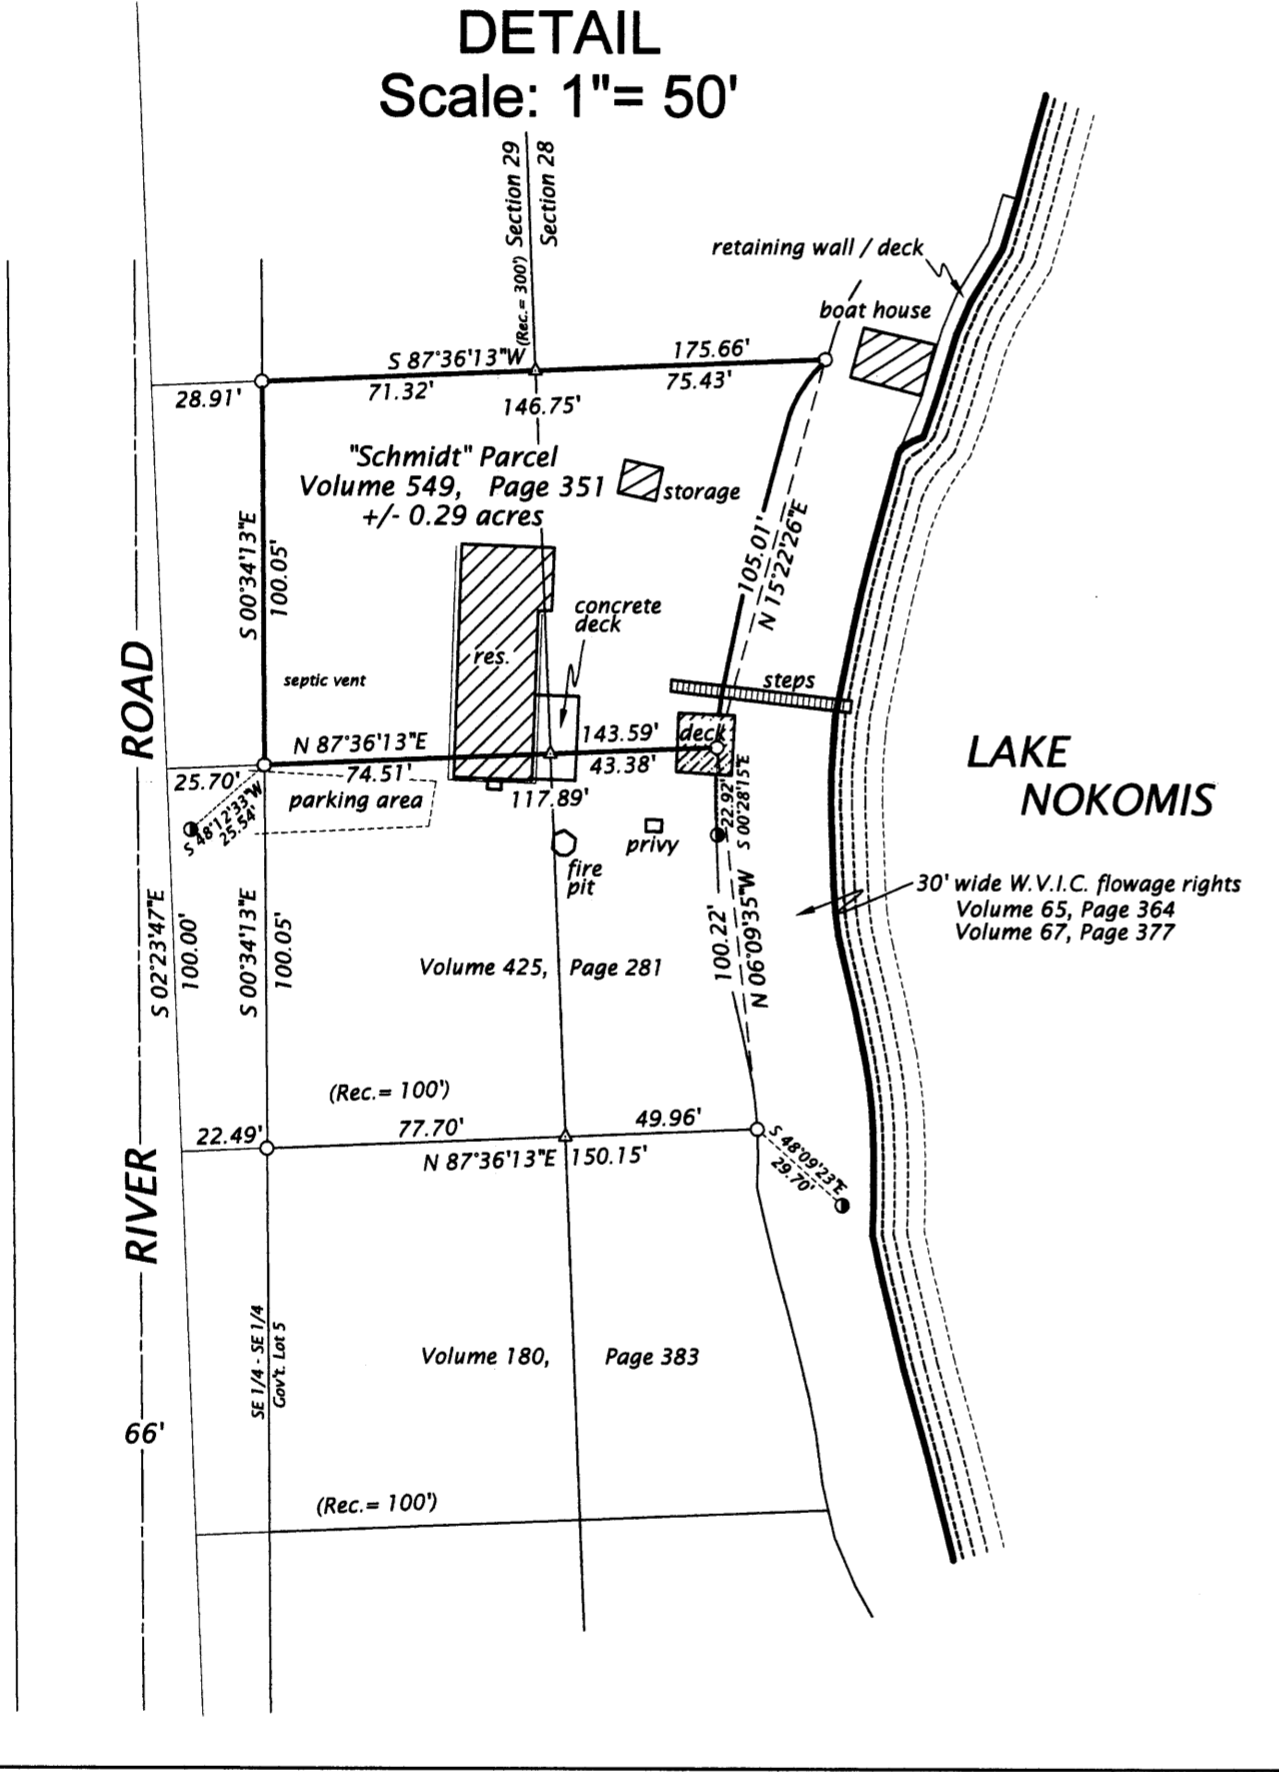 DETAIL
Scale: 1"= 50'
Section 29
Section 28
(Rec.= 300')
retaining wall / deck
boat house
S 87°36'13"W
175.66'
28.91'
71.32'
75.43'
146.75'
"Schmidt" Parcel
Volume 549, Page 351
+/- 0.29 acres
storage
S 00°34'13"E
100.05'
105.01'
N 15°22'26"E
concrete
deck
res.
septic vent
steps
ROAD
N 87°36'13"E
143.59'
deck
25.70'
74.51'
43.38'
117.89'
parking area
S 48°12'33"W
25.54'
22.92'
S 00°28'15"E
LAKE
NOKOMIS
fire
pit
privy
30' wide W.V.I.C. flowage rights
Volume 65, Page 364
Volume 67, Page 377
S 02°23'47"E
100.00'
S 00°34'13"E
100.05'
100.22'
N 06°09'35"W
Volume 425, Page 281
(Rec.= 100')
22.49'
77.70'
49.96'
N 87°36'13"E
150.15'
S 48°09'23"E
29.70'
RIVER
SE 1/4 - SE 1/4
Gov't. Lot 5
Volume 180, Page 383
66'
(Rec.= 100')